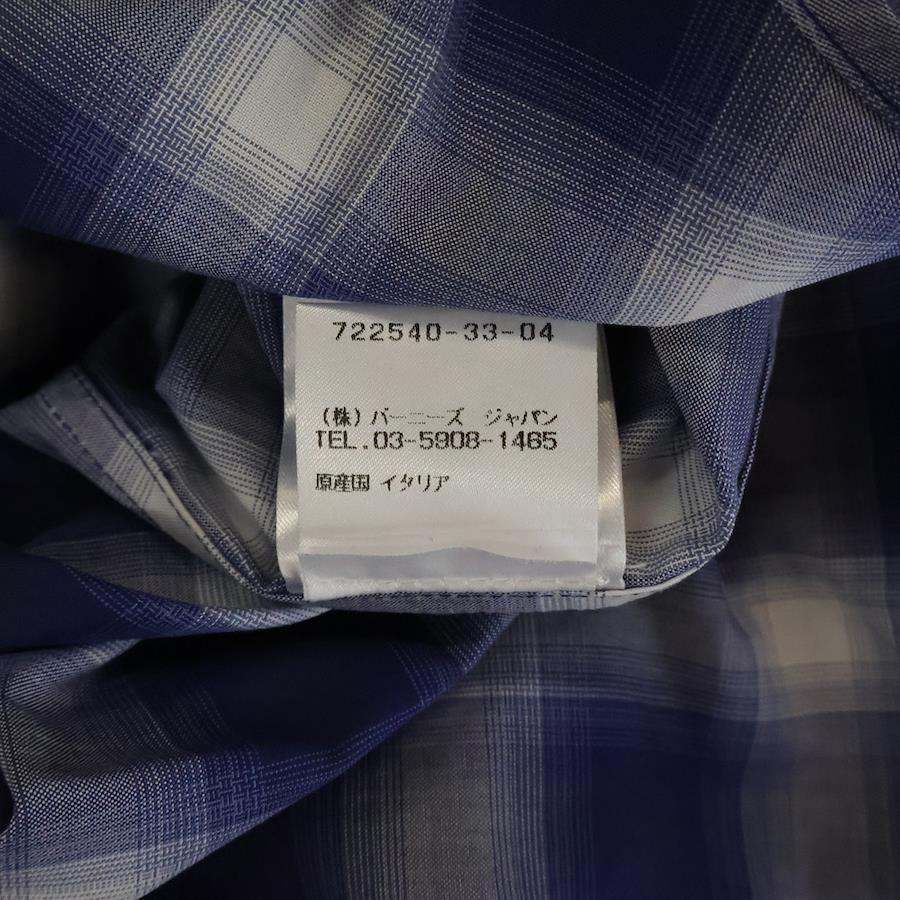 722540-33-04
(株)バーニーズ ジャパン
TEL.03-5908-1465
原産国 イタリア